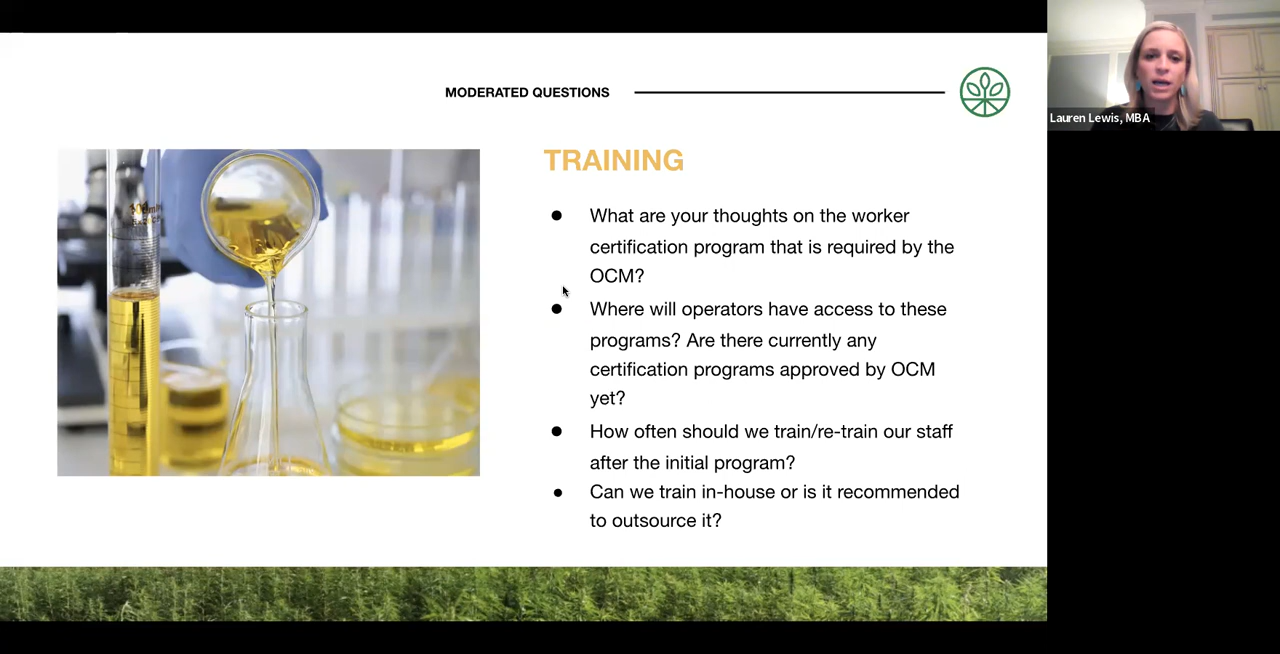 MODERATED QUESTIONS
Lauren Lewis, MBA
TRAINING
● What are your thoughts on the worker
certification program that is required by the
OCM?
● Where will operators have access to these
programs? Are there currently any
certification programs approved by OCM
yet?
● How often should we train/re-train our staff
after the initial program?
● Can we train in-house or is it recommended
to outsource it?